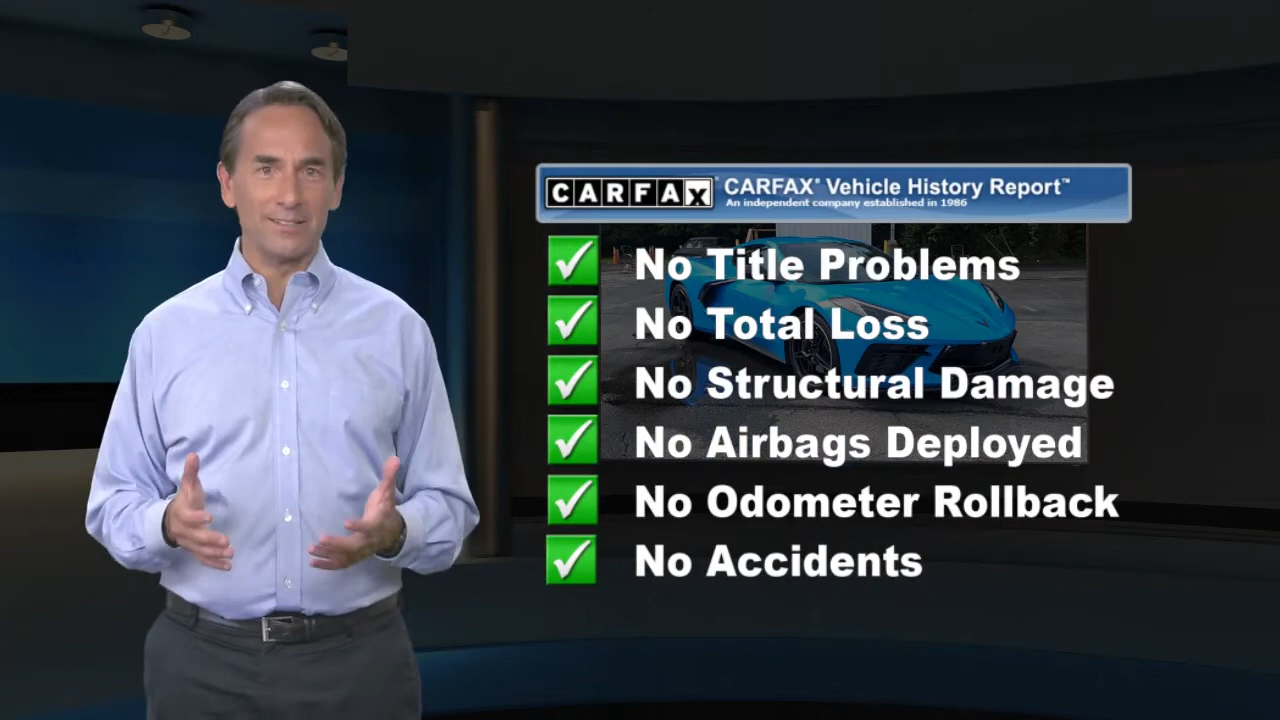 CARFAX® CARFAX® Vehicle History Report™
An independent company established in 1986
No Title Problems
No Total Loss
No Structural Damage
No Airbags Deployed
No Odometer Rollback
No Accidents